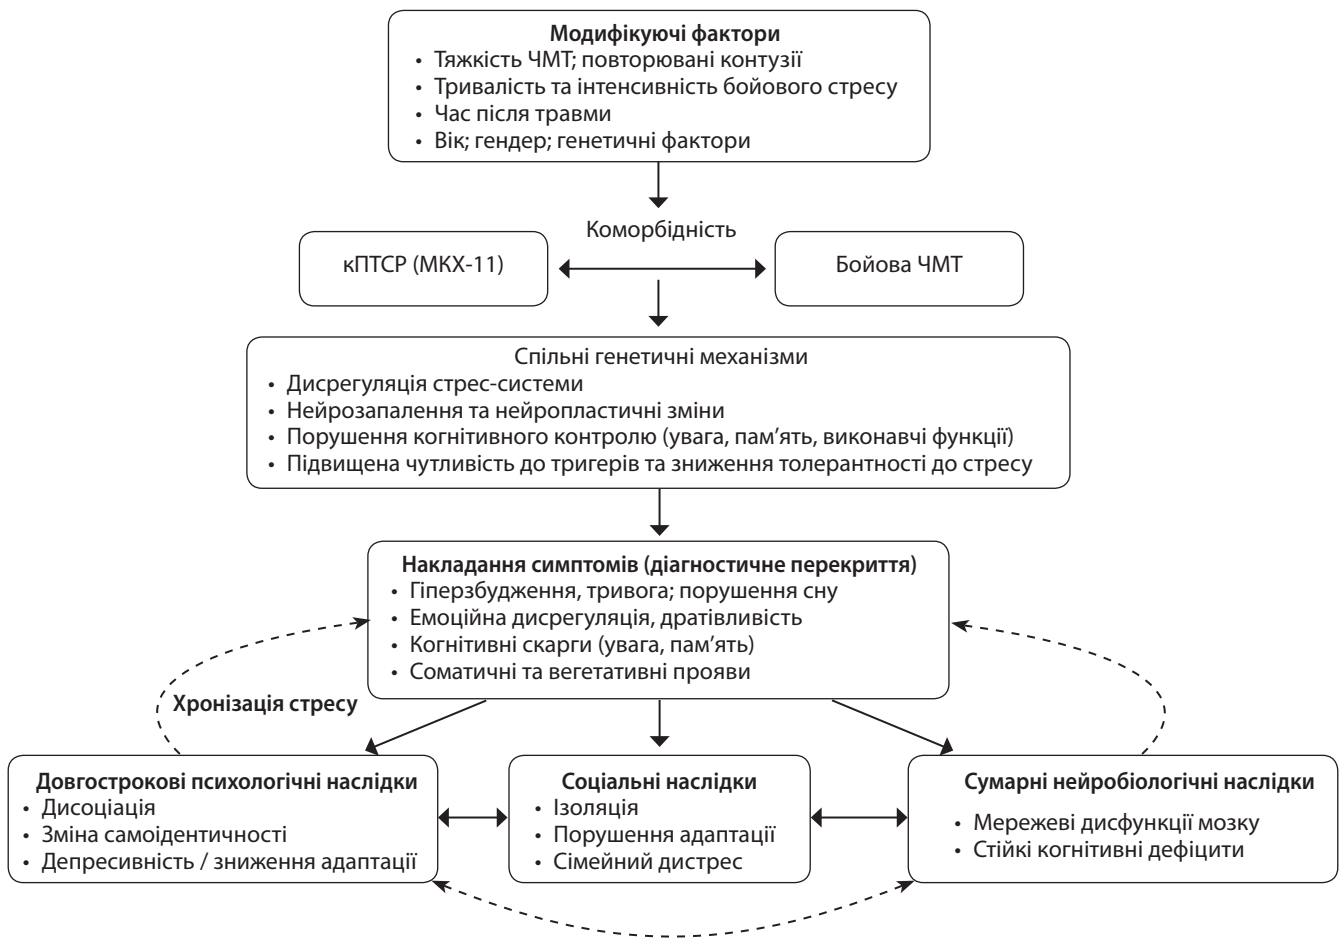 Модифікуючі фактори
• Тяжкість ЧМТ; повторювані контузії
• Тривалість та інтенсивність бойового стресу
• Час після травми
• Вік; гендер; генетичні фактори
Коморбідність
кПТСР (МКХ-11)
Бойова ЧМТ
Спільні генетичні механізми
• Дисрегуляція стрес-системи
• Нейрозапалення та нейропластичні зміни
• Порушення когнітивного контролю (увага, пам’ять, виконавчі функції)
• Підвищена чутливість до тригерів та зниження толерантності до стресу
Накладання симптомів (діагностичне перекриття)
• Гіперзбудження, тривога; порушення сну
• Емоційна дисрегуляція, дратівливість
• Когнітивні скарги (увага, пам’ять)
• Соматичні та вегетативні прояви
Хронізація стресу
Довгострокові психологічні наслідки
• Дисоціація
• Зміна самоідентичності
• Депресивність / зниження адаптації
Соціальні наслідки
• Ізоляція
• Порушення адаптації
• Сімейний дистрес
Сумарні нейробіологічні наслідки
• Мережеві дисфункції мозку
• Стійкі когнітивні дефіцити